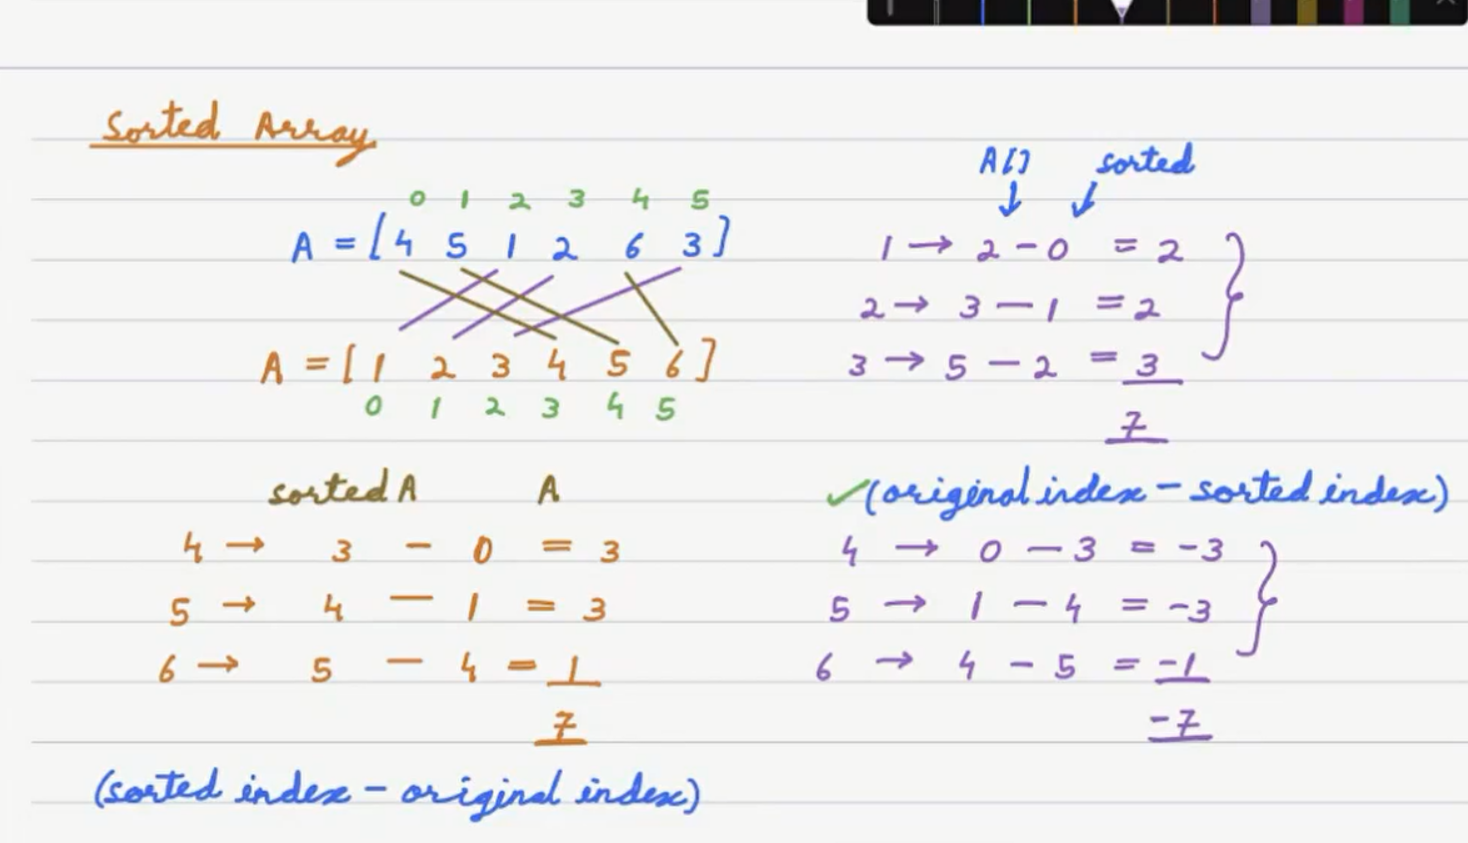 Sorted Array
0 1 2 3 4 5
A = [4 5 1 2 6 3]
A = [1 2 3 4 5 6]
0 1 2 3 4 5
A[] sorted
1 → 2 - 0 = 2
2 → 3 - 1 = 2
3 → 5 - 2 = 3
7
sorted A A
4 → 3 - 0 = 3
5 → 4 - 1 = 3
6 → 5 - 4 = 1
7
(sorted index - original index)
✓(original index - sorted index)
4 → 0 - 3 = -3
5 → 1 - 4 = -3
6 → 4 - 5 = -1
-7